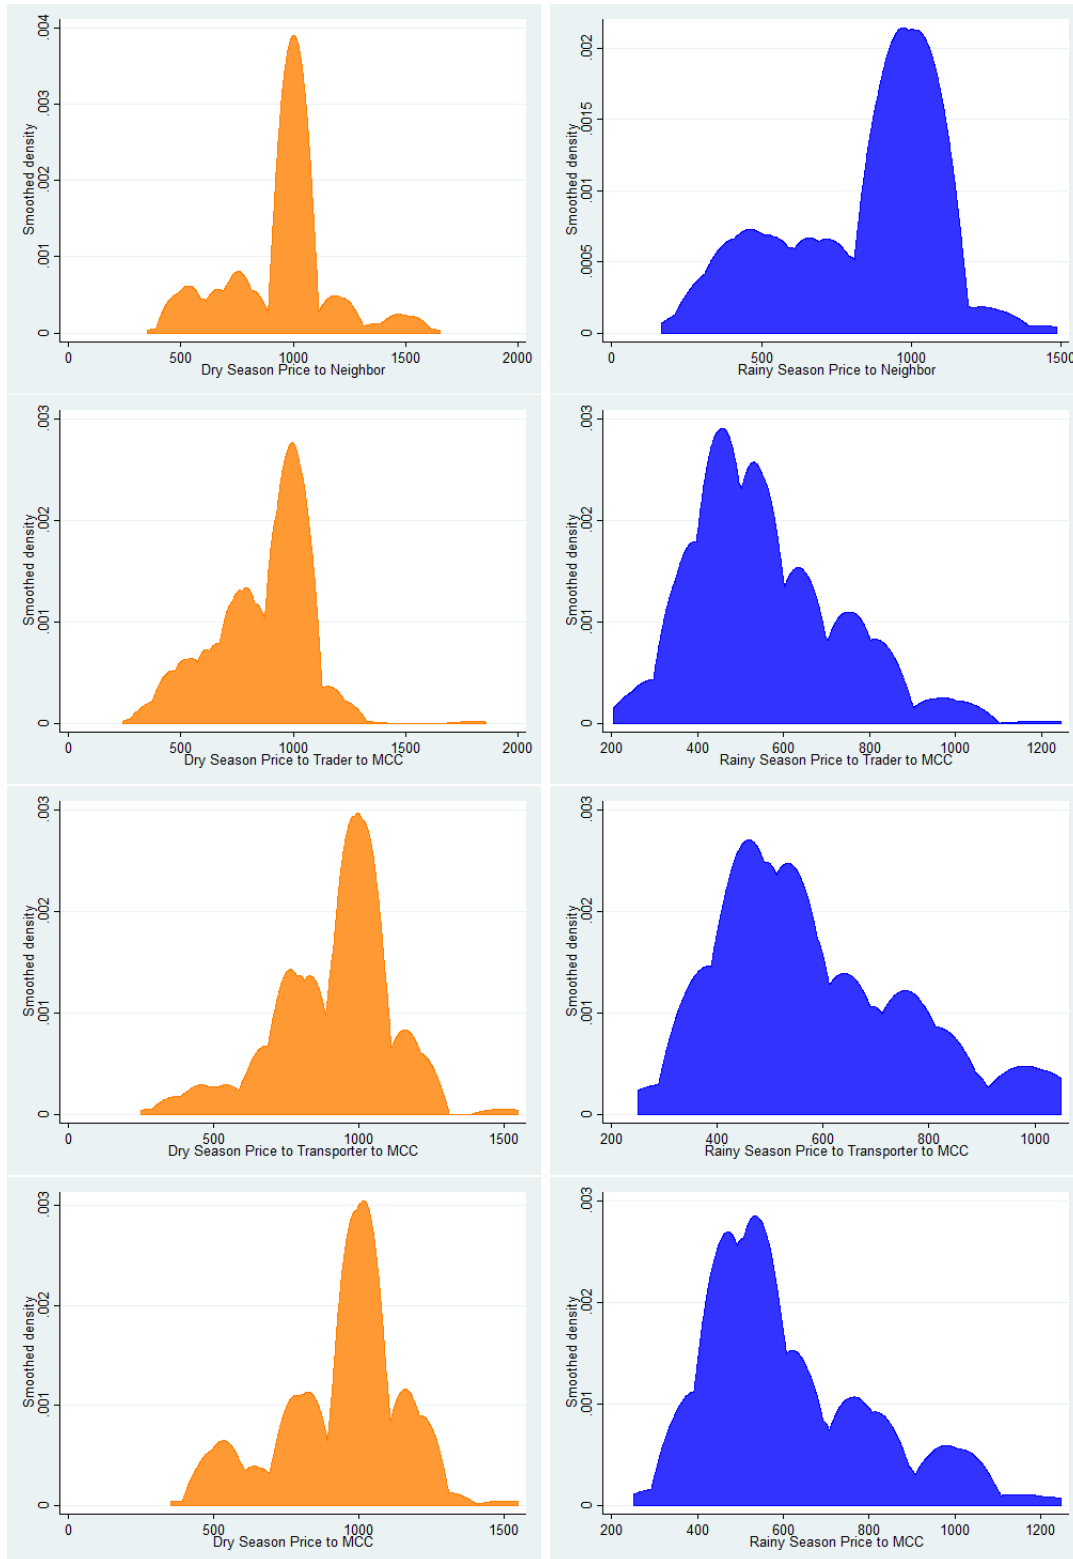 Smoothed density
0 .001 .002 .003 .004
0 500 1000 1500 2000
Dry Season Price to Neighbor
Smoothed density
0 .0005 .001 .0015 .002
0 500 1000 1500
Rainy Season Price to Neighbor
Smoothed density
0 .001 .002 .003
0 500 1000 1500 2000
Dry Season Price to Trader to MCC
Smoothed density
0 .001 .002 .003
200 400 600 800 1000 1200
Rainy Season Price to Trader to MCC
Smoothed density
0 .001 .002 .003
0 500 1000 1500
Dry Season Price to Transporter to MCC
Smoothed density
0 .001 .002 .003
200 400 600 800 1000
Rainy Season Price to Transporter to MCC
Smoothed density
0 .001 .002 .003
0 500 1000 1500
Dry Season Price to MCC
Smoothed density
0 .001 .002 .003
200 400 600 800 1000 1200
Rainy Season Price to MCC